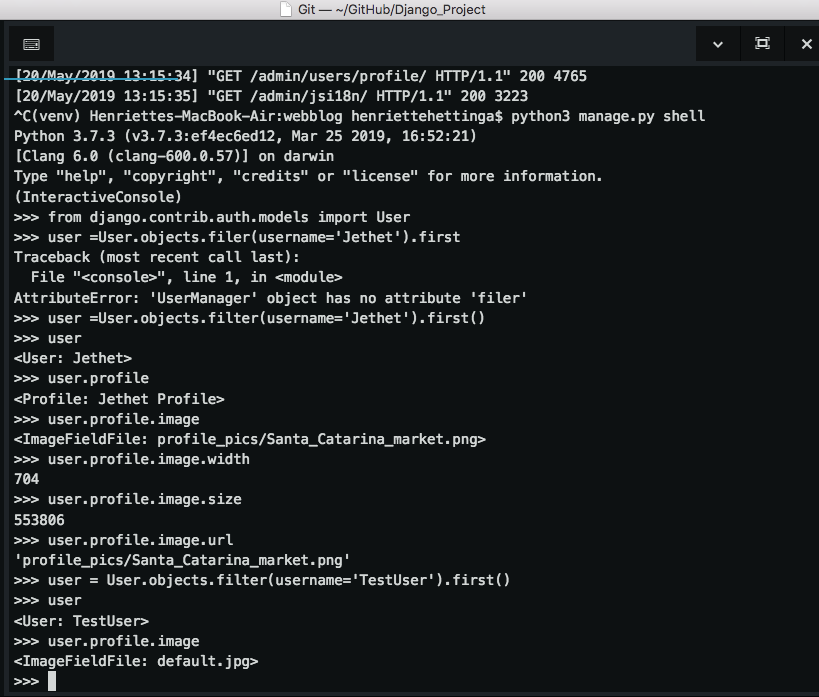 Git — ~/GitHub/Django_Project
[20/May/2019 13:15:34] "GET /admin/users/profile/ HTTP/1.1" 200 4765
[20/May/2019 13:15:35] "GET /admin/jsi18n/ HTTP/1.1" 200 3223
^C(venv) Henriettes-MacBook-Air:webblog henriettehettinga$ python3 manage.py shell
Python 3.7.3 (v3.7.3:ef4ec6ed12, Mar 25 2019, 16:52:21)
[Clang 6.0 (clang-600.0.57)] on darwin
Type "help", "copyright", "credits" or "license" for more information.
(InteractiveConsole)
>>> from django.contrib.auth.models import User
>>> user =User.objects.filer(username='Jethet').first
Traceback (most recent call last):
  File "<console>", line 1, in <module>
AttributeError: 'UserManager' object has no attribute 'filer'
>>> user =User.objects.filter(username='Jethet').first()
>>> user
<User: Jethet>
>>> user.profile
<Profile: Jethet Profile>
>>> user.profile.image
<ImageFieldFile: profile_pics/Santa_Catarina_market.png>
>>> user.profile.image.width
704
>>> user.profile.image.size
553806
>>> user.profile.image.url
'profile_pics/Santa_Catarina_market.png'
>>> user = User.objects.filter(username='TestUser').first()
>>> user
<User: TestUser>
>>> user.profile.image
<ImageFieldFile: default.jpg>
>>>